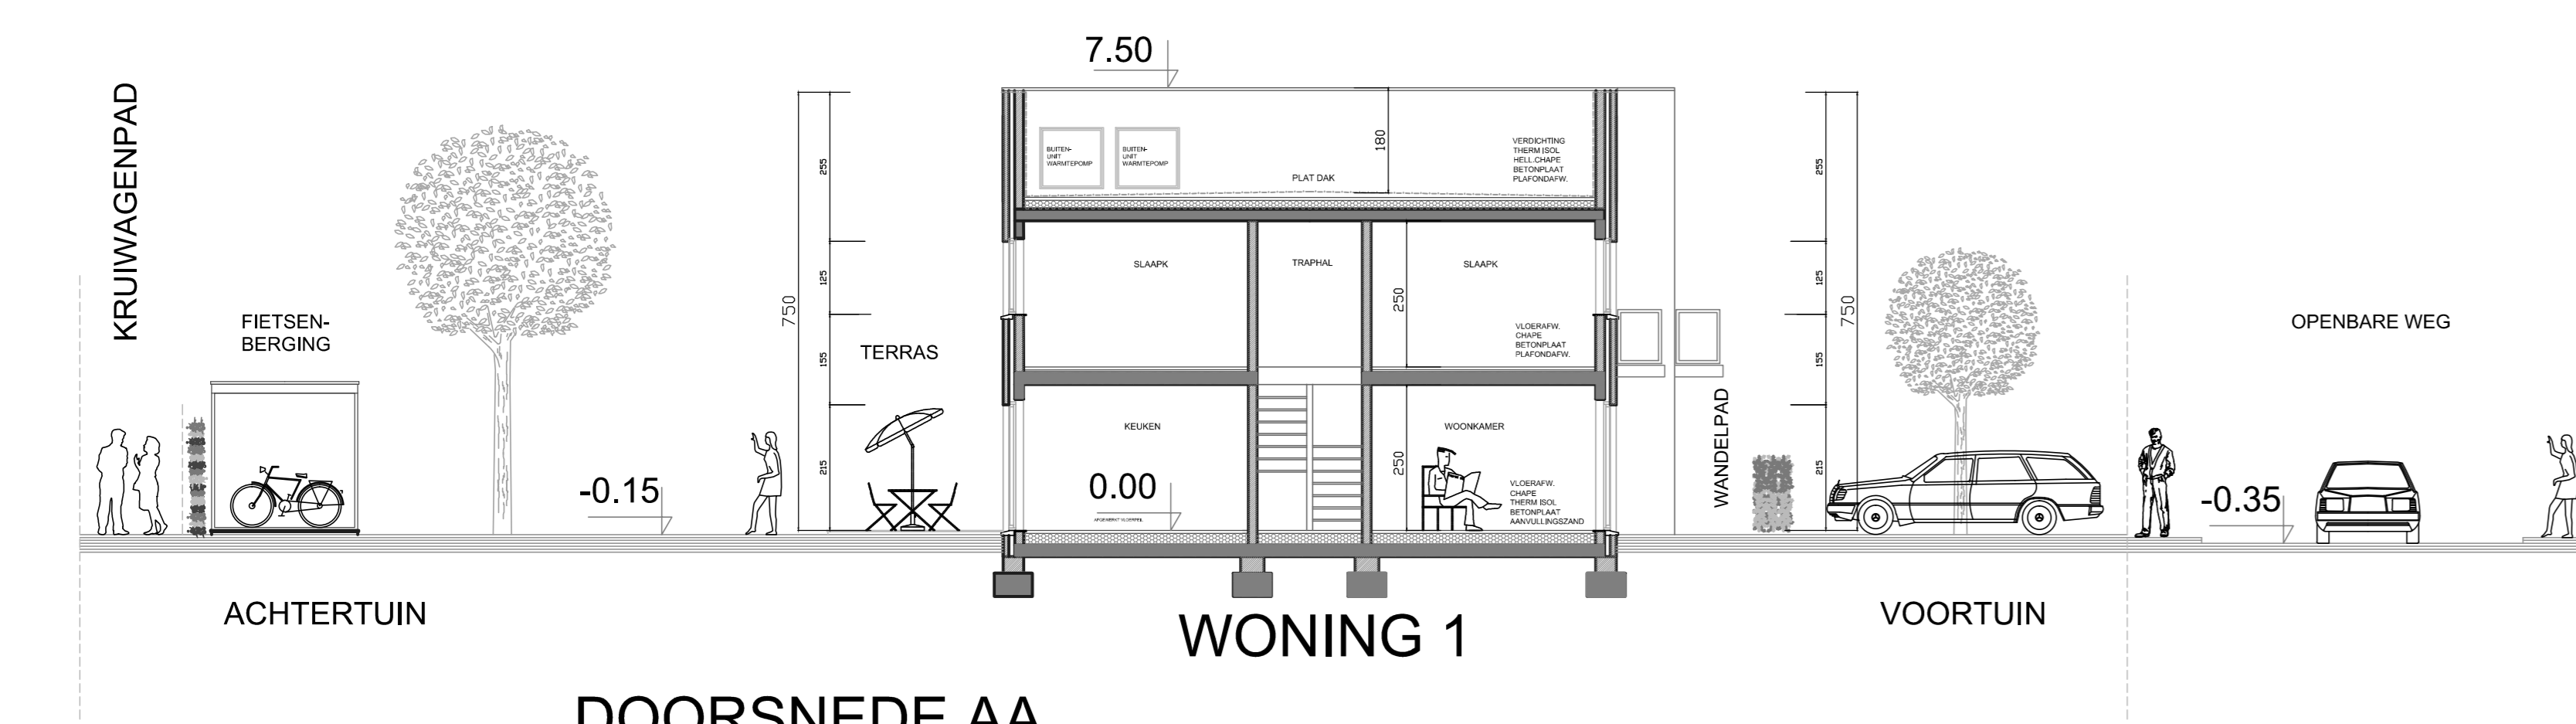 7.50
KRUIWAGENPAD
FIETSEN-
BERGING
-0.15
750
255
125
155
215
TERRAS
BUITEN-
UNIT
WARMTEPOMP
BUITEN-
UNIT
WARMTEPOMP
PLAT DAK
180
VERDICHTING
THERM ISOL
HELL.CHAPE
BETONPLAAT
PLAFONDAFW.
SLAAPK
TRAPHAL
SLAAPK
250
VLOERAFW.
CHAPE
BETONPLAAT
PLAFONDAFW.
KEUKEN
WOONKAMER
0.00
AFGEWERKT VLOERPEIL
250
VLOERAFW.
CHAPE
THERM ISOL
BETONPLAAT
AANVULLINGSZAND
WANDELPAD
255
125
155
215
750
OPENBARE WEG
-0.35
ACHTERTUIN
WONING 1
VOORTUIN
DOORSNEDE AA